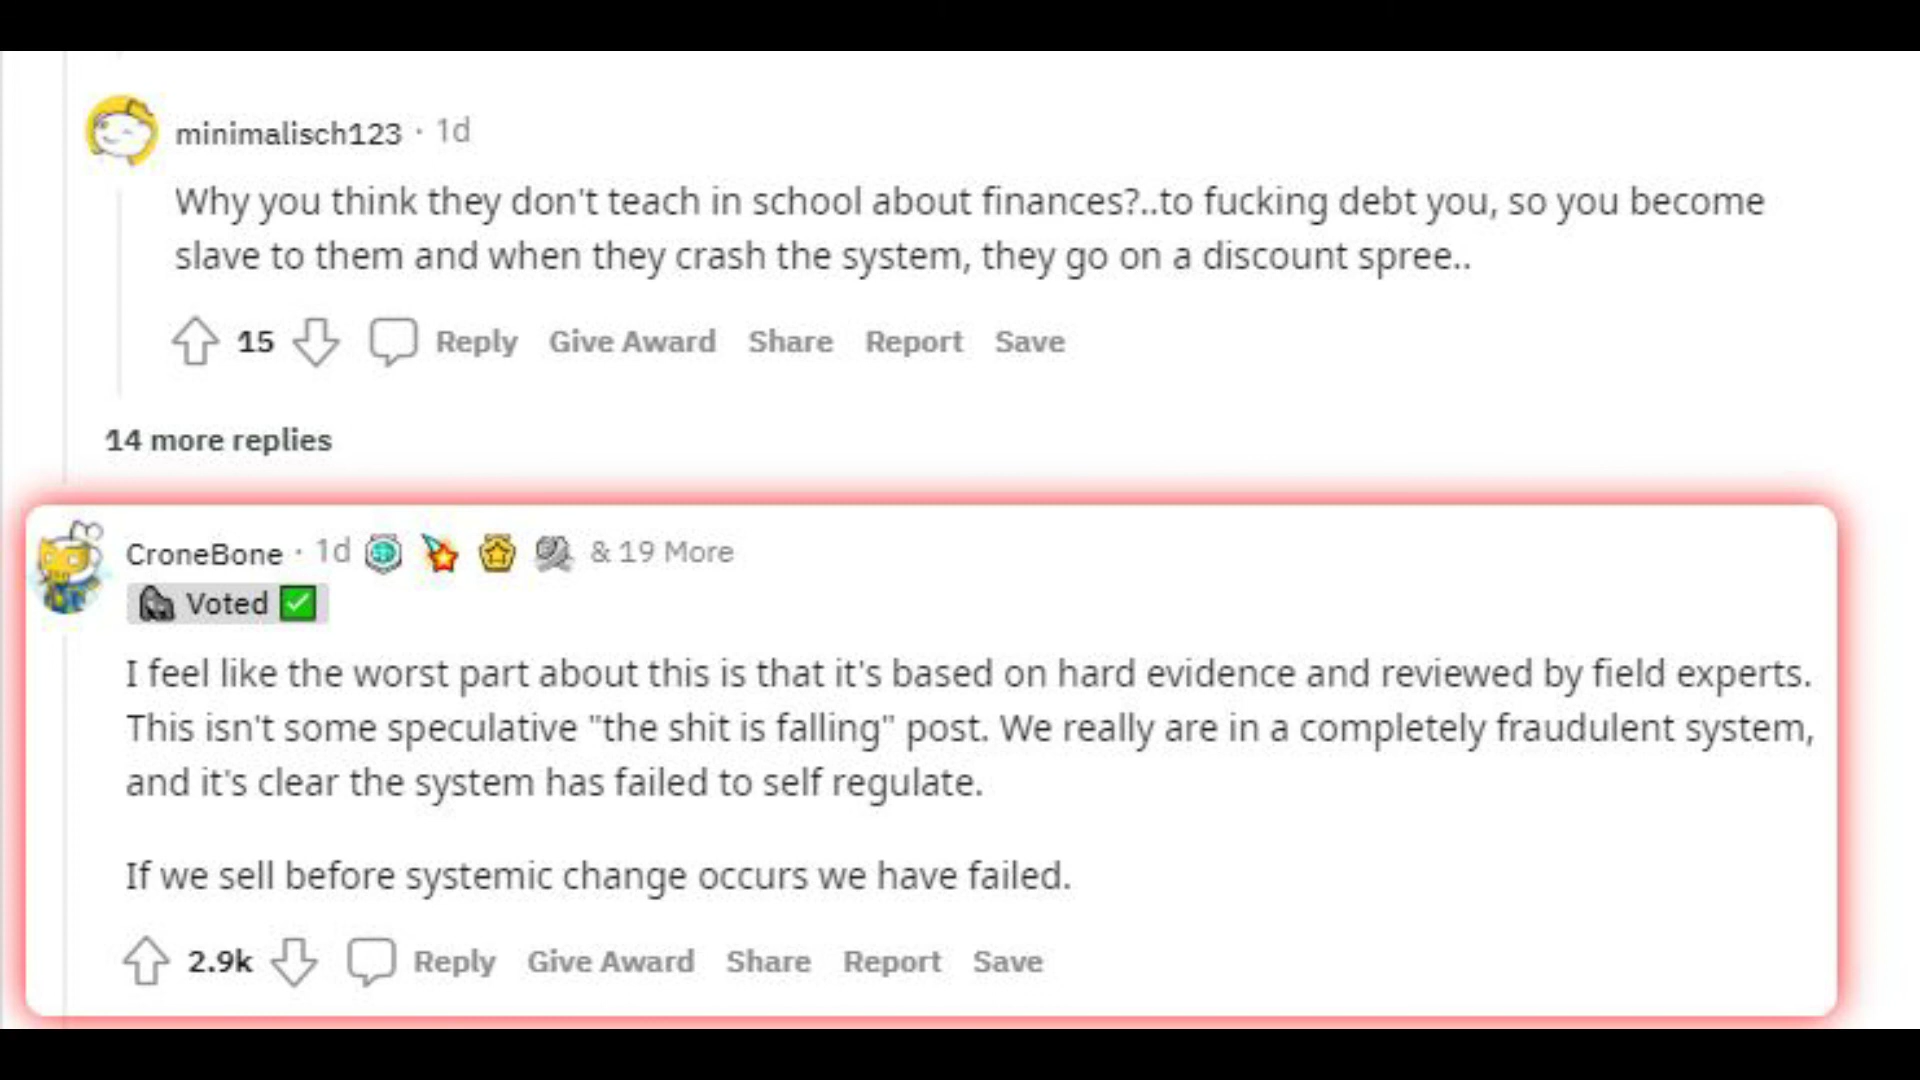 minimalisch123 · 1d
Why you think they don't teach in school about finances?..to fucking debt you, so you become
slave to them and when they crash the system, they go on a discount spree..
15 Reply Give Award Share Report Save
14 more replies
CroneBone · 1d & 19 More
Voted
I feel like the worst part about this is that it's based on hard evidence and reviewed by field experts.
This isn't some speculative "the shit is falling" post. We really are in a completely fraudulent system,
and it's clear the system has failed to self regulate.
If we sell before systemic change occurs we have failed.
2.9k Reply Give Award Share Report Save